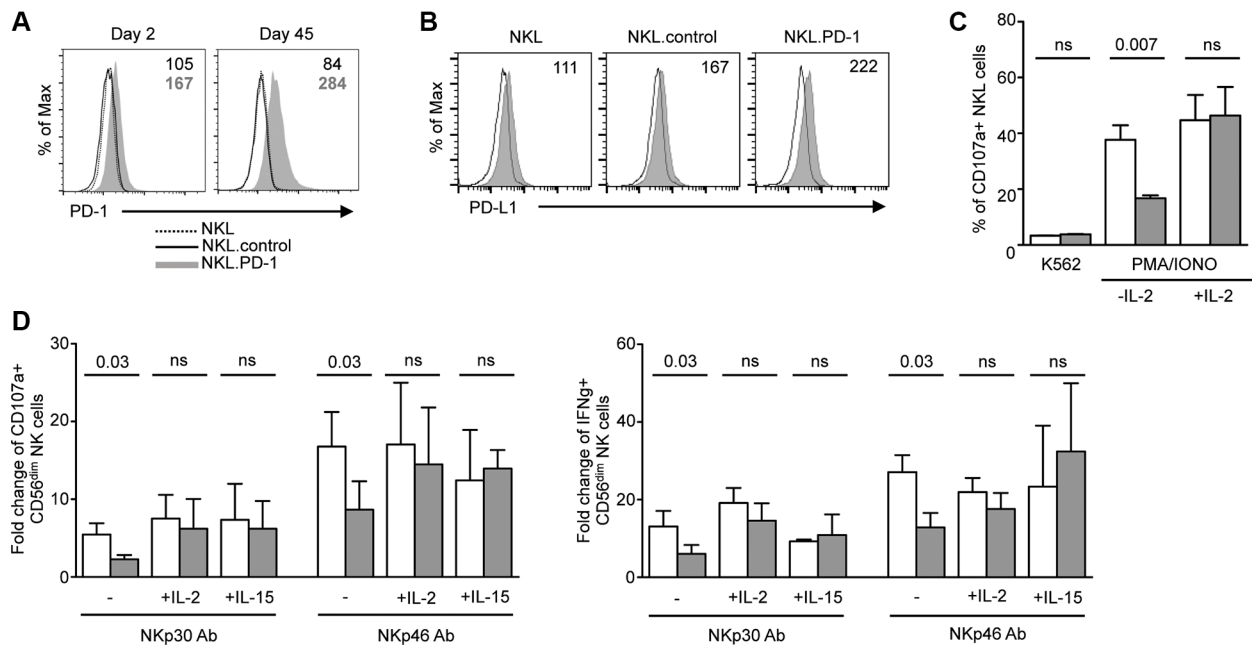 A
Day 2
Day 45
105
167
84
284
% of Max
PD-1
NKL
NKL.control
NKL.PD-1
B
NKL
NKL.control
NKL.PD-1
111
167
222
% of Max
PD-L1
C
80
60
40
20
0
% of CD107a+ NKL cells
ns
0.007
ns
K562
PMA/IONO
-IL-2
+IL-2
D
30
20
10
0
Fold change of CD107a+
CD56dim NK cells
0.03
ns
ns
0.03
ns
ns
-
+IL-2
+IL-15
-
+IL-2
+IL-15
NKp30 Ab
NKp46 Ab
60
40
20
0
Fold change of IFNg+
CD56dim NK cells
0.03
ns
ns
0.03
ns
ns
-
+IL-2
+IL-15
-
+IL-2
+IL-15
NKp30 Ab
NKp46 Ab